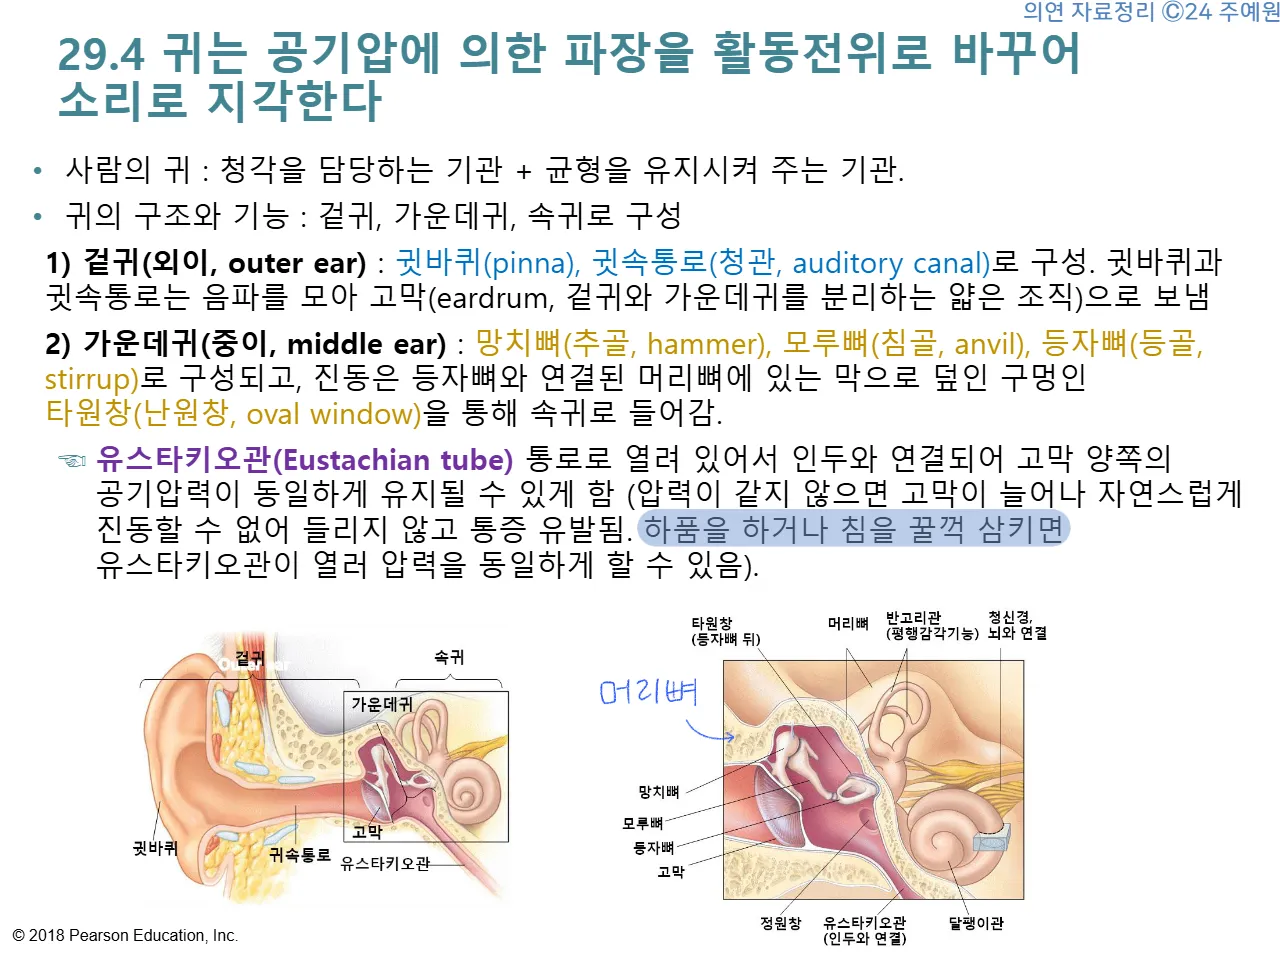 의연 자료정리 Ⓒ24 주예원
29.4 귀는 공기압에 의한 파장을 활동전위로 바꾸어
소리로 지각한다
• 사람의 귀 : 청각을 담당하는 기관 + 균형을 유지시켜 주는 기관.
• 귀의 구조와 기능 : 겉귀, 가운데귀, 속귀로 구성
1) 겉귀(외이, outer ear) : 귓바퀴(pinna), 귓속통로(청관, auditory canal)로 구성. 귓바퀴과
귓속통로는 음파를 모아 고막(eardrum, 겉귀와 가운데귀를 분리하는 얇은 조직)으로 보냄
2) 가운데귀(중이, middle ear) : 망치뼈(추골, hammer), 모루뼈(침골, anvil), 등자뼈(등골,
stirrup)로 구성되고, 진동은 등자뼈와 연결된 머리뼈에 있는 막으로 덮인 구멍인
타원창(난원창, oval window)을 통해 속귀로 들어감.
☜ 유스타키오관(Eustachian tube) 통로로 열려 있어서 인두와 연결되어 고막 양쪽의
공기압력이 동일하게 유지될 수 있게 함 (압력이 같지 않으면 고막이 늘어나 자연스럽게
진동할 수 없어 들리지 않고 통증 유발됨. 하품을 하거나 침을 꿀꺽 삼키면
유스타키오관이 열러 압력을 동일하게 할 수 있음).
겉귀
Outer ear
속귀
가운데귀
고막
귓바퀴
귀속통로
유스타키오관
타원창
(등자뼈 뒤)
머리뼈
반고리관
(평행감각기능)
청신경,
뇌와 연결
머리뼈
망치뼈
모루뼈
등자뼈
고막
정원창
유스타키오관
(인두와 연결)
달팽이관
© 2018 Pearson Education, Inc.